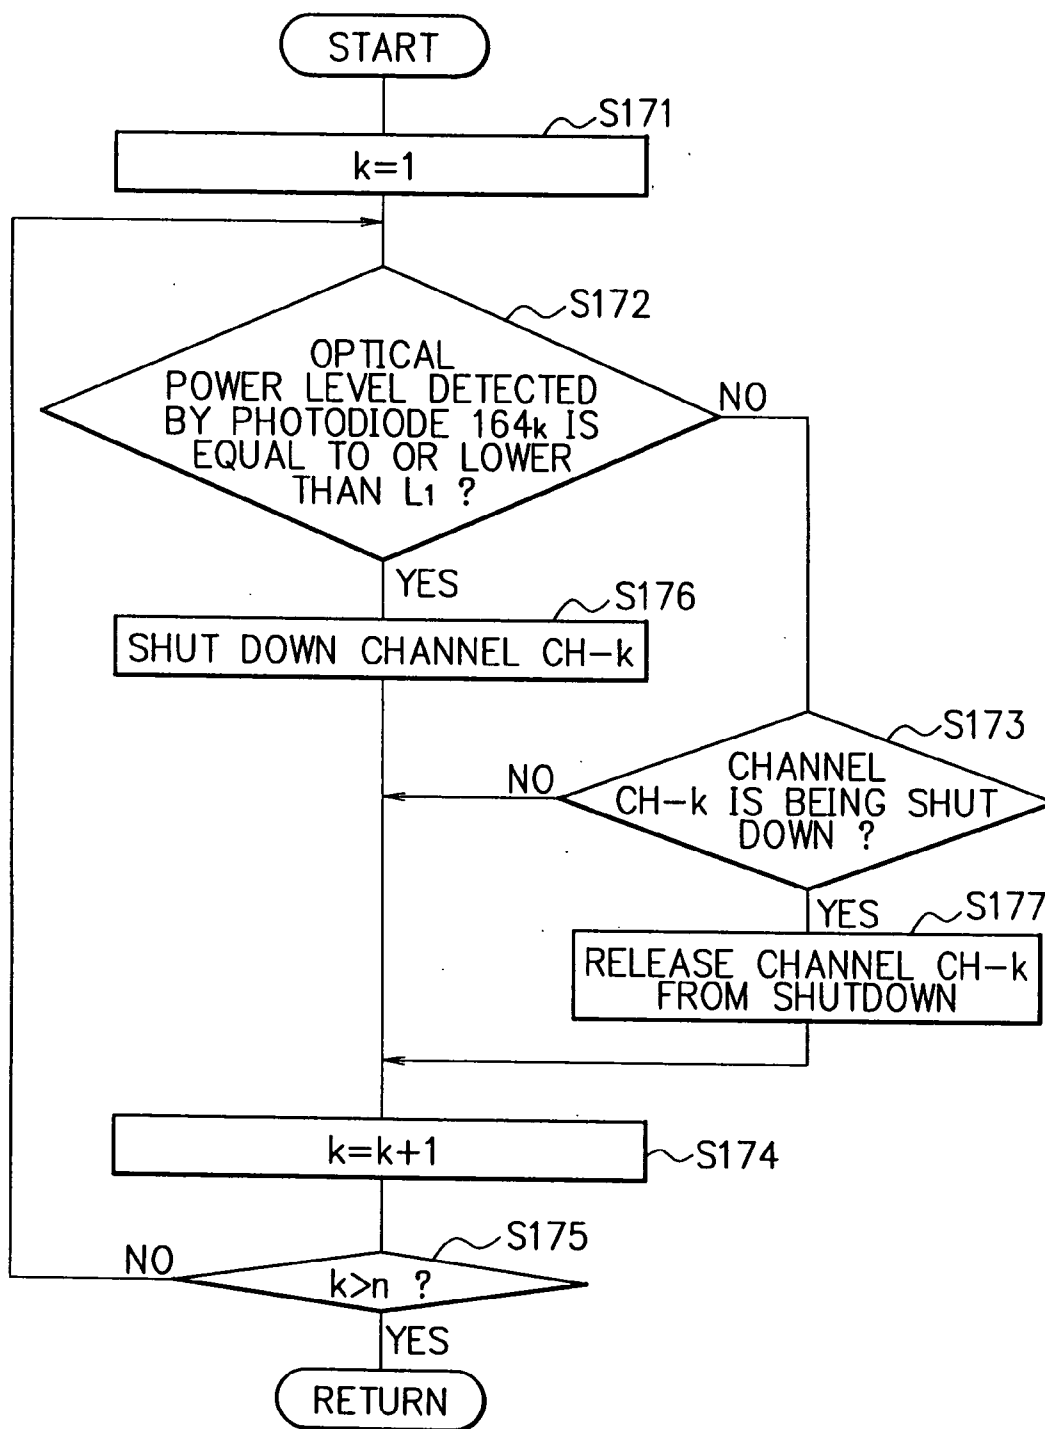 START
S171
k=1
S172
OPTICAL
POWER LEVEL DETECTED
BY PHOTODIODE 164k IS
EQUAL TO OR LOWER
THAN L1 ?
NO
YES
S176
SHUT DOWN CHANNEL CH-k
S173
CHANNEL
CH-k IS BEING SHUT
DOWN ?
NO
YES
S177
RELEASE CHANNEL CH-k
FROM SHUTDOWN
k=k+1
S174
S175
k>n ?
NO
YES
RETURN